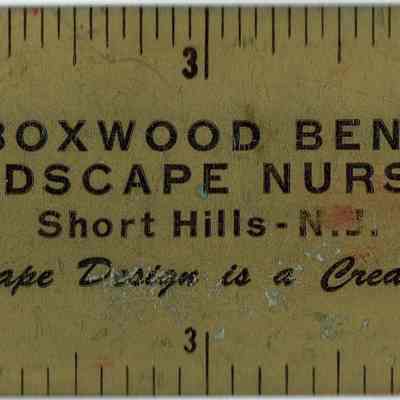 3
BOXWOOD BEN
DSCAPE NURS
Short Hills - N.J.
ape Design is a Crea
3